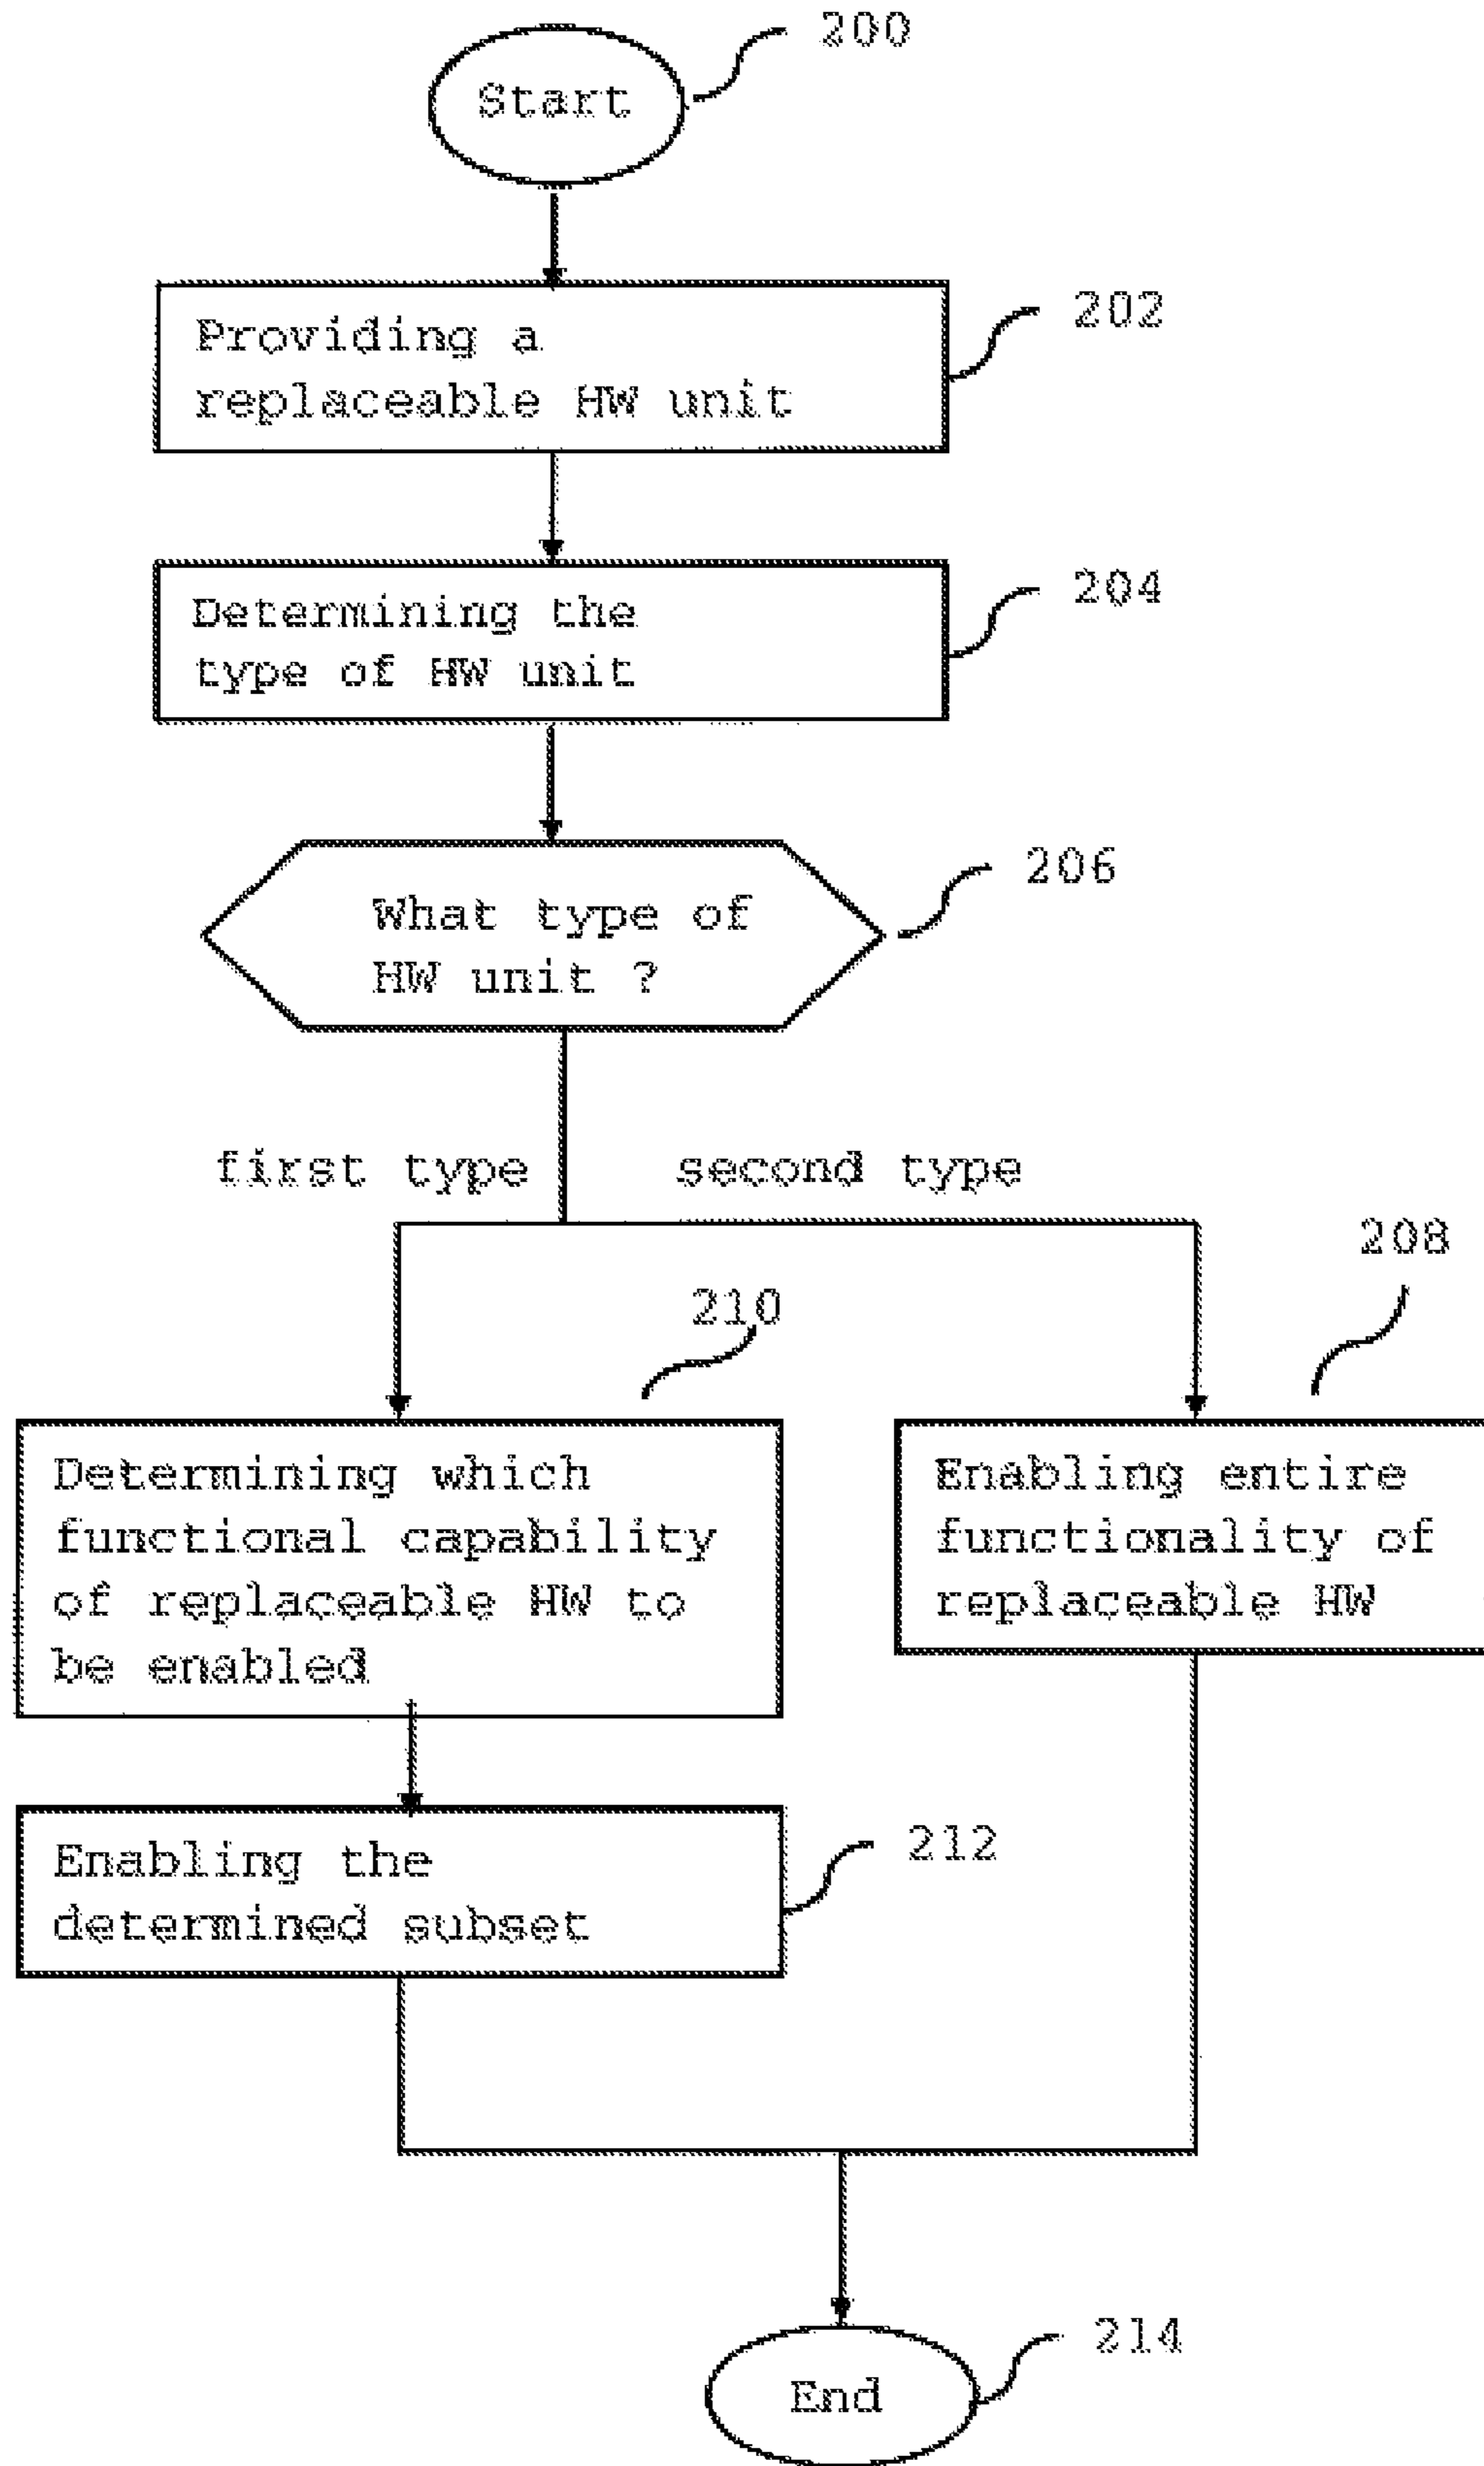 200
Start
202
Providing a
replaceable HW unit
204
Determining the
type of HW unit
206
What type of
HW unit ?
first type
second type
208
210
Determining which
functional capability
of replaceable HW to
be enabled
Enabling entire
functionality of
replaceable HW
212
Enabling the
determined subset
214
End